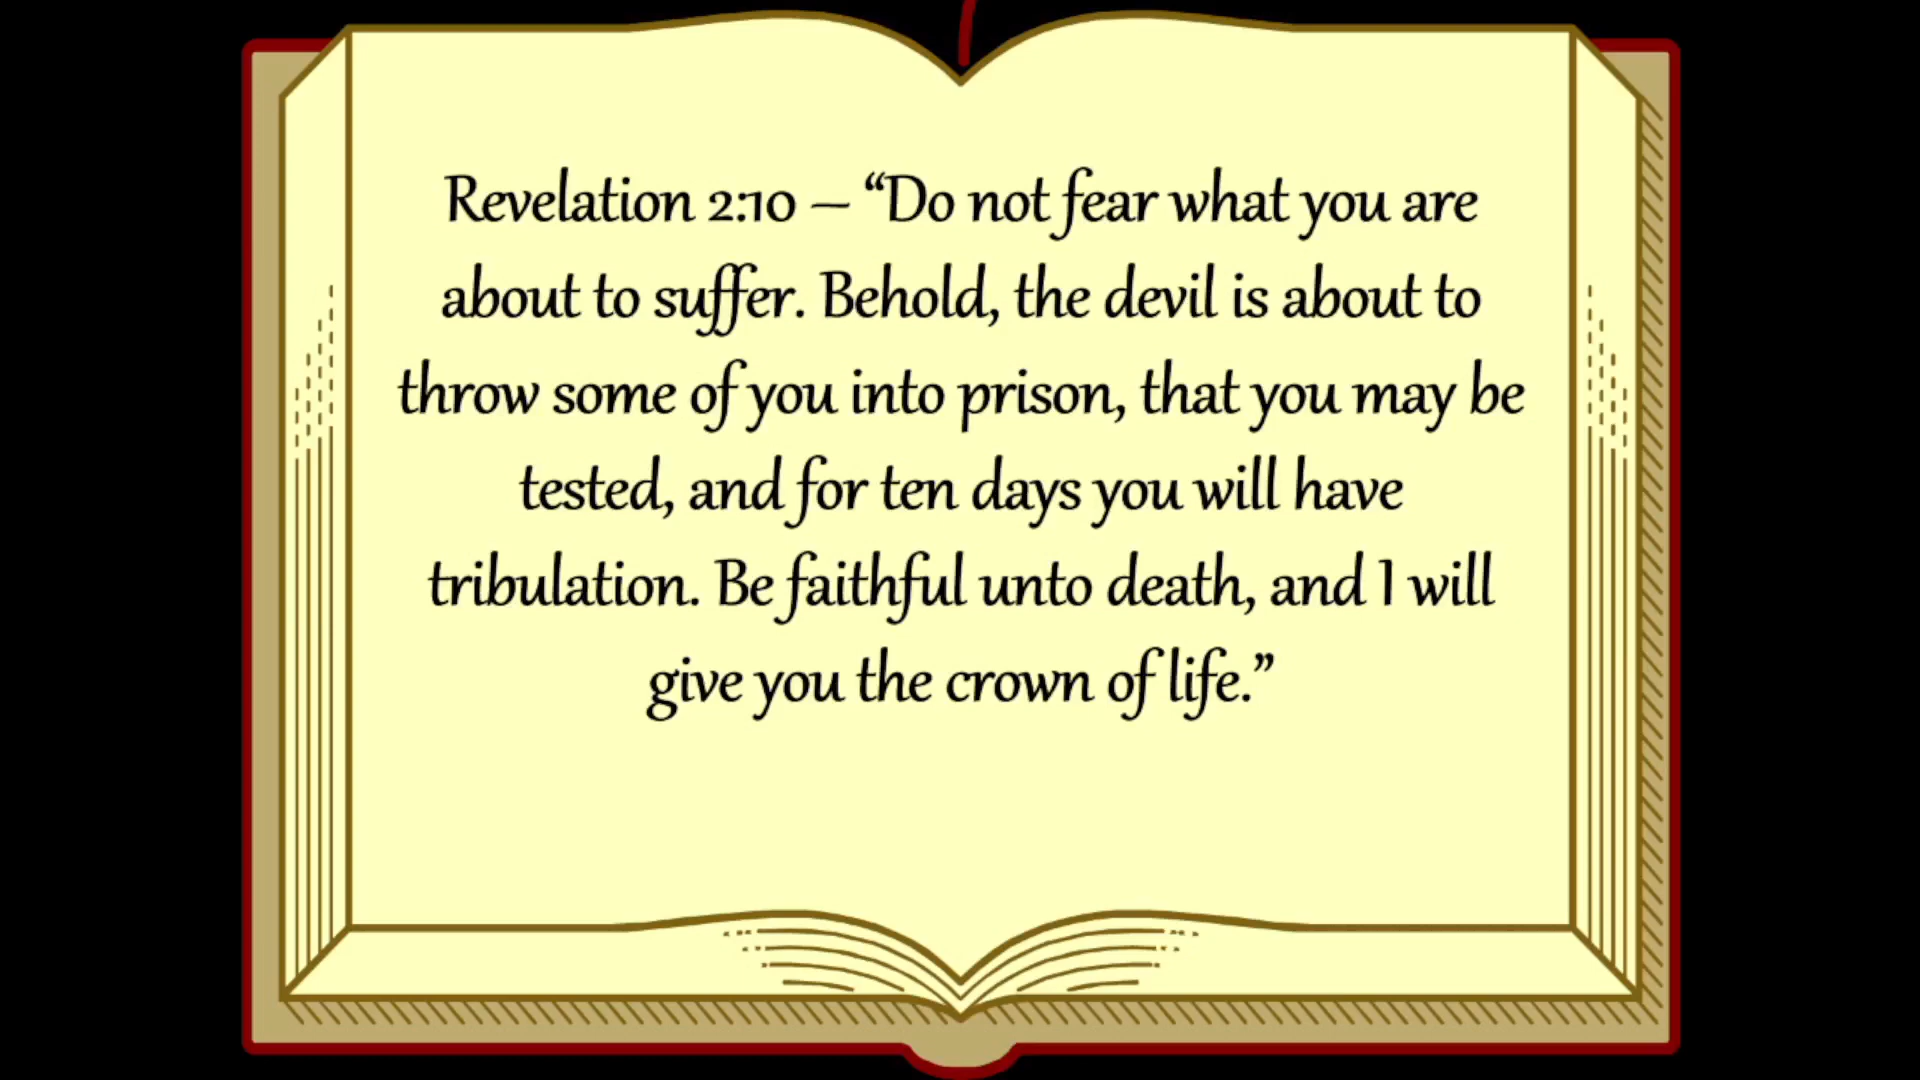 Revelation 2:10 – “Do not fear what you are
about to suffer. Behold, the devil is about to
throw some of you into prison, that you may be
tested, and for ten days you will have
tribulation. Be faithful unto death, and I will
give you the crown of life.”